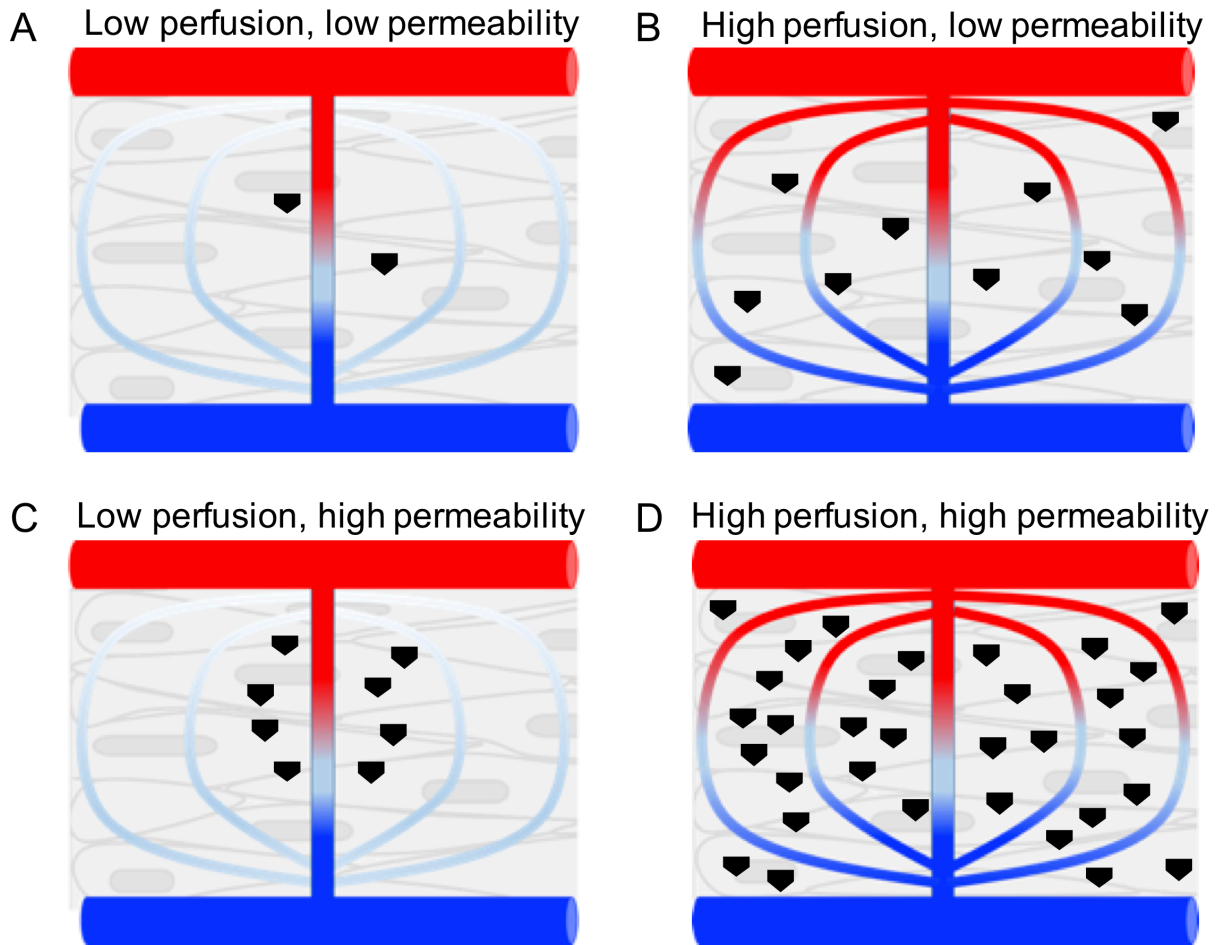 A Low perfusion, low permeability
B High perfusion, low permeability
C Low perfusion, high permeability
D High perfusion, high permeability